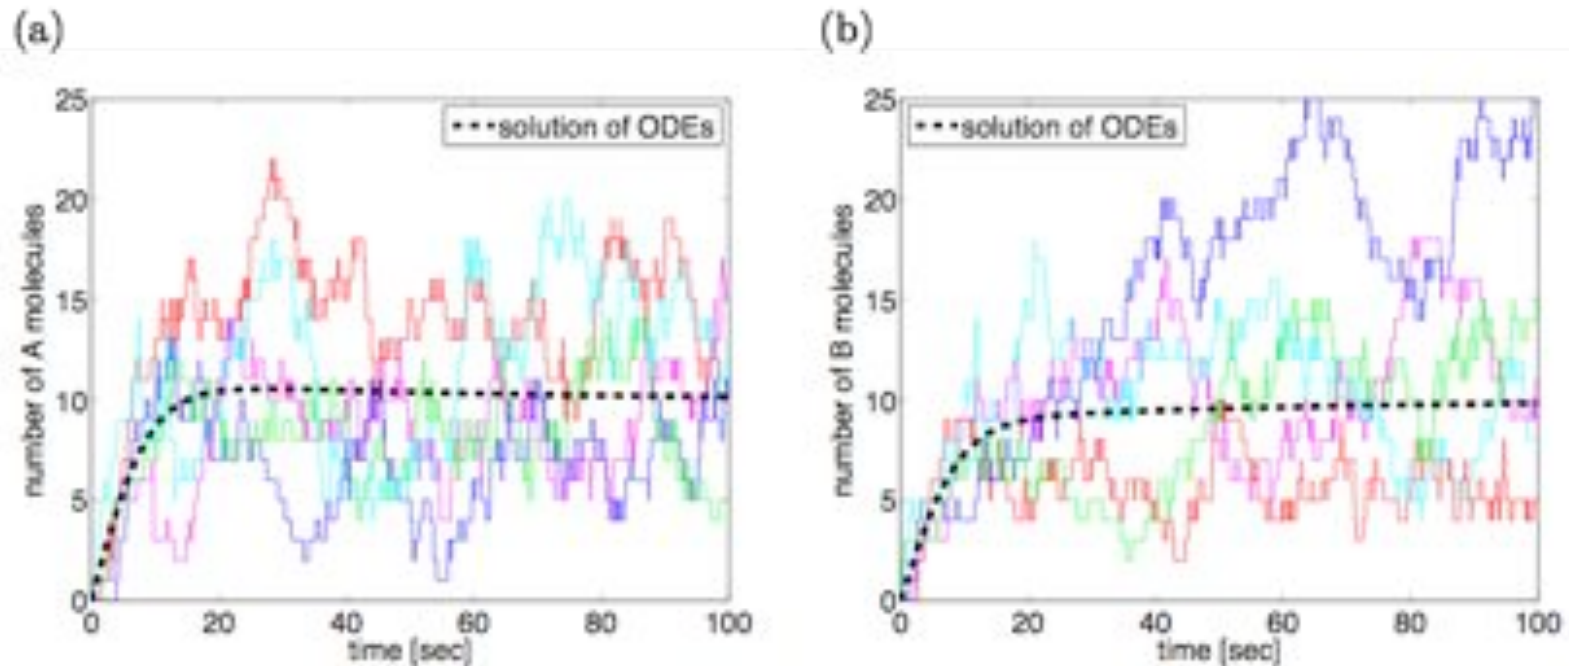 (a)
(b)
25
20
15
10
5
0
0 20 40 60 80 100
number of A molecules
time [sec]
solution of ODEs
25
20
15
10
5
0
0 20 40 60 80 100
number of B molecules
time [sec]
solution of ODEs